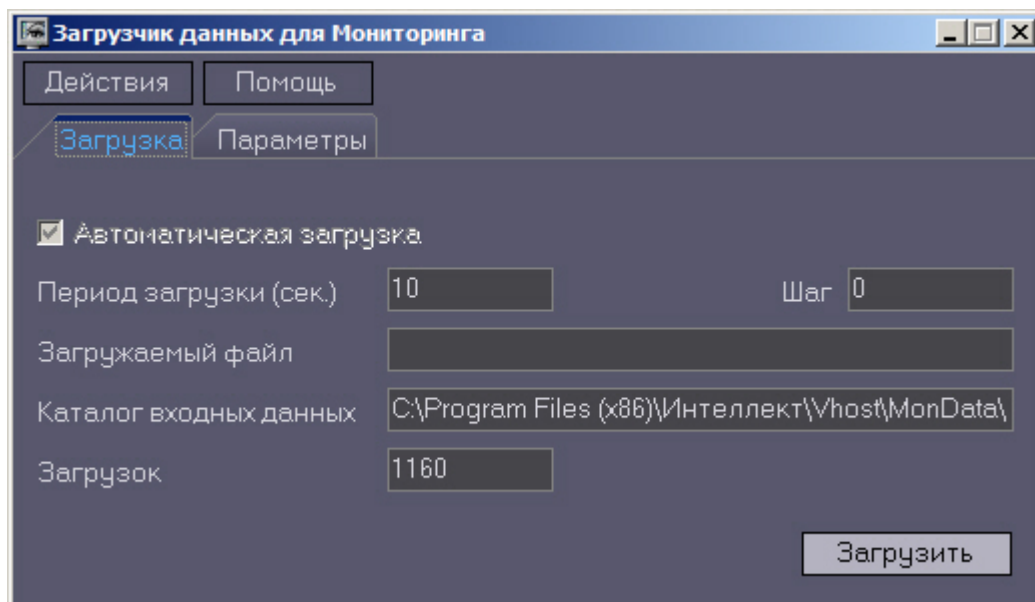 Загрузчик данных для Мониторинга
Действия Помощь
Загрузка Параметры
Автоматическая загрузка
Период загрузки (сек.) 10 Шаг 0
Загружаемый файл
Каталог входных данных C:\Program Files (x86)\Интеллект\Vhost\MonData\
Загрузок 1160
Загрузить